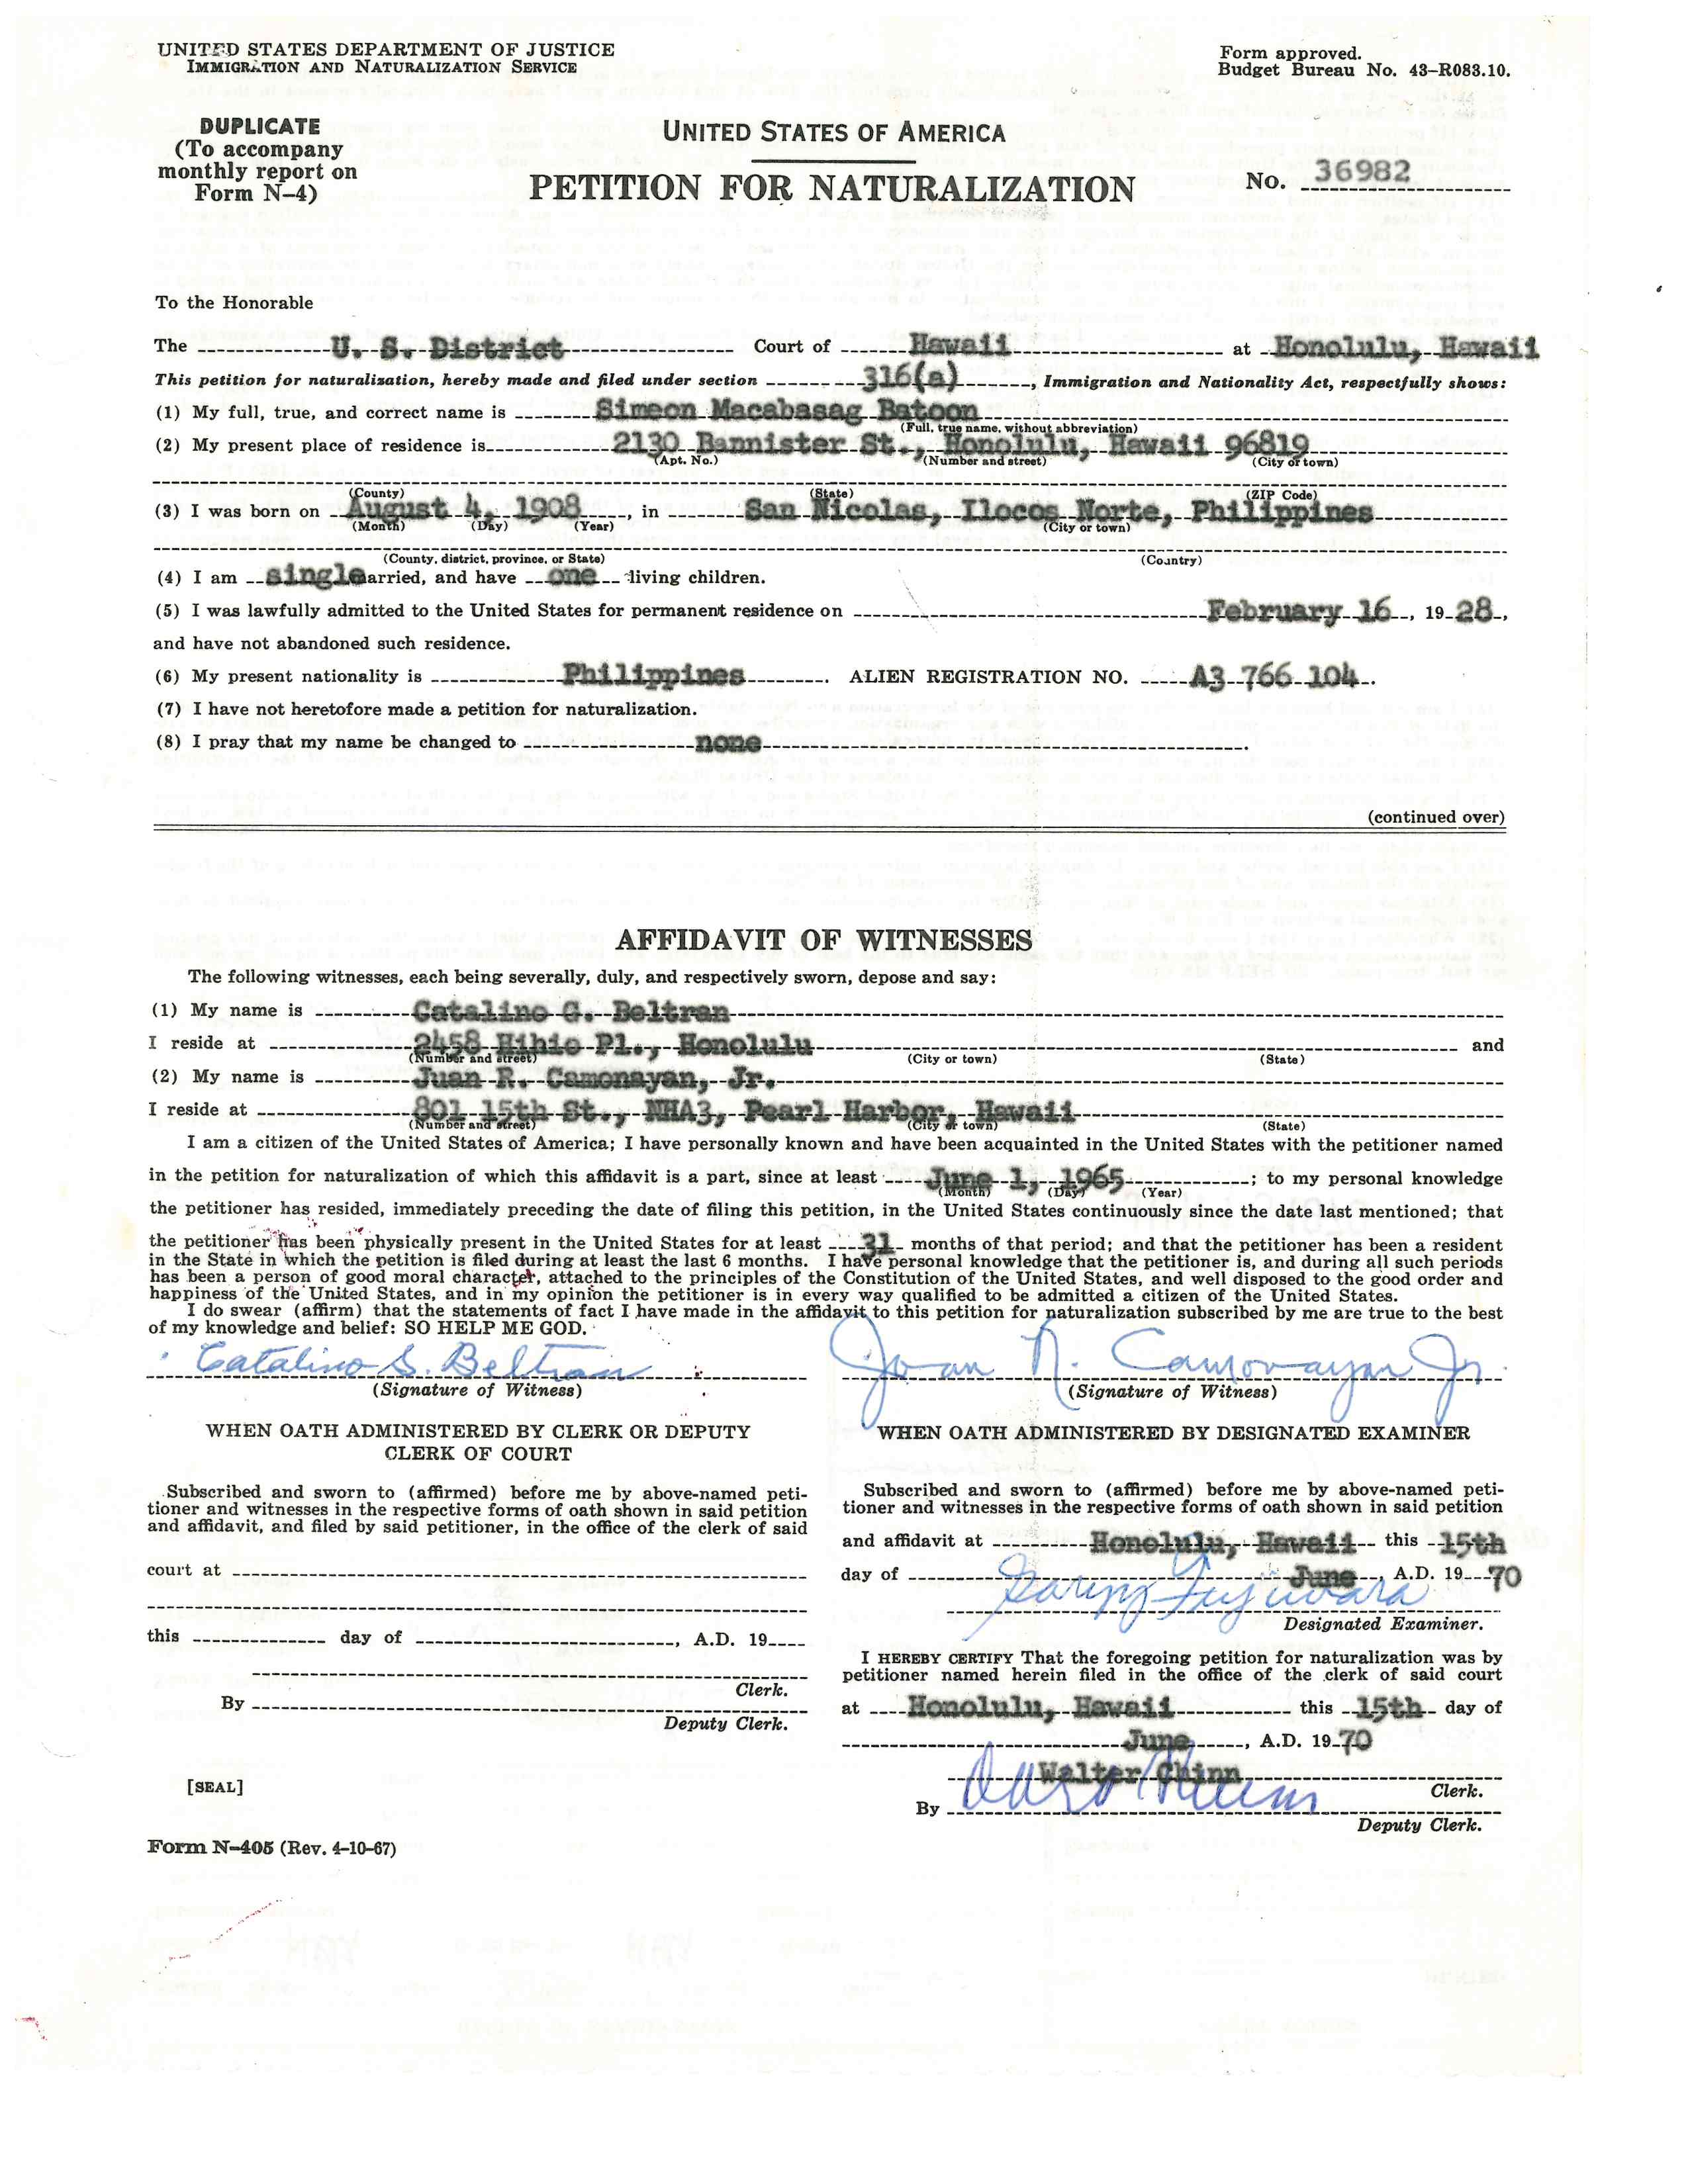 UNITED STATES DEPARTMENT OF JUSTICE
IMMIGRATION AND NATURALIZATION SERVICE
Form approved.
Budget Bureau No. 43-R083.10.
DUPLICATE
(To accompany
monthly report on
Form N-4)
UNITED STATES OF AMERICA
PETITION FOR NATURALIZATION
No. 36982
To the Honorable
The U. S. District Court of Hawaii at Honolulu, Hawaii
This petition for naturalization, hereby made and filed under section 316(a), Immigration and Nationality Act, respectfully shows:
(1) My full, true, and correct name is Simeon Macabasag Batoon
(Full, true name, without abbreviation)
(2) My present place of residence is 2130 Bannister St., Honolulu, Hawaii 96819
(Apt. No.) (Number and street) (City or town)
(County) (State) (ZIP Code)
(3) I was born on August 4, 1908, in San Nicolas, Ilocos Norte, Philippines
(Month) (Day) (Year) (City or town)
(County, district, province, or State) (Country)
(4) I am single arried, and have one living children.
(5) I was lawfully admitted to the United States for permanent residence on February 16, 1928,
and have not abandoned such residence.
(6) My present nationality is Philippines. ALIEN REGISTRATION NO. A3 766 104.
(7) I have not heretofore made a petition for naturalization.
(8) I pray that my name be changed to none.
(continued over)
AFFIDAVIT OF WITNESSES
The following witnesses, each being severally, duly, and respectively sworn, depose and say:
(1) My name is Catalino G. Beltran
I reside at 2458 Hihio Pl., Honolulu and
(Number and street) (City or town) (State)
(2) My name is Juan R. Camonayan, Jr.
I reside at 801 15th St., NHA3, Pearl Harbor, Hawaii
(Number and street) (City or town) (State)
I am a citizen of the United States of America; I have personally known and have been acquainted in the United States with the petitioner named
in the petition for naturalization of which this affidavit is a part, since at least June 1, 1965; to my personal knowledge
(Month) (Day) (Year)
the petitioner has resided, immediately preceding the date of filing this petition, in the United States continuously since the date last mentioned; that
the petitioner has been physically present in the United States for at least 31 months of that period; and that the petitioner has been a resident
in the State in which the petition is filed during at least the last 6 months. I have personal knowledge that the petitioner is, and during all such periods
has been a person of good moral character, attached to the principles of the Constitution of the United States, and well disposed to the good order and
happiness of the United States, and in my opinion the petitioner is in every way qualified to be admitted a citizen of the United States.
I do swear (affirm) that the statements of fact I have made in the affidavit to this petition for naturalization subscribed by me are true to the best
of my knowledge and belief: SO HELP ME GOD.
Catalino G. Beltran
(Signature of Witness)
Juan R. Camonayan Jr.
(Signature of Witness)
WHEN OATH ADMINISTERED BY CLERK OR DEPUTY
CLERK OF COURT
Subscribed and sworn to (affirmed) before me by above-named peti-
tioner and witnesses in the respective forms of oath shown in said petition
and affidavit, and filed by said petitioner, in the office of the clerk of said
court at
this day of , A.D. 19
Clerk.
By
Deputy Clerk.
[SEAL]
Form N-405 (Rev. 4-10-67)
WHEN OATH ADMINISTERED BY DESIGNATED EXAMINER
Subscribed and sworn to (affirmed) before me by above-named peti-
tioner and witnesses in the respective forms of oath shown in said petition
and affidavit at Honolulu, Hawaii this 15th
day of June, A.D. 1970
Fujiwara
Designated Examiner.
I HEREBY CERTIFY That the foregoing petition for naturalization was by
petitioner named herein filed in the office of the clerk of said court
at Honolulu, Hawaii this 15th day of
June, A.D. 1970
Walter Chinn
Clerk.
By
Deputy Clerk.